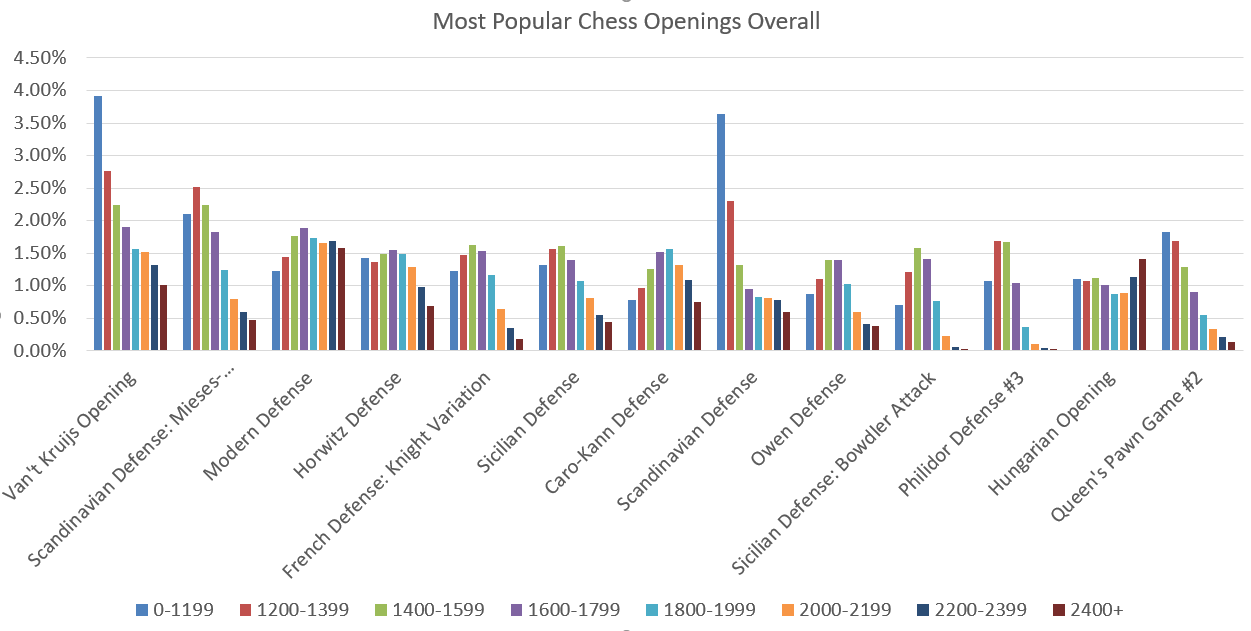 Most Popular Chess Openings Overall
4.50%
4.00%
3.50%
3.00%
2.50%
2.00%
1.50%
1.00%
0.50%
0.00%
Van't Kruijs Opening
Scandinavian Defense: Mieses-...
Modern Defense
Horwitz Defense
French Defense: Knight Variation
Sicilian Defense
Caro-Kann Defense
Scandinavian Defense
Owen Defense
Sicilian Defense: Bowdler Attack
Philidor Defense #3
Hungarian Opening
Queen's Pawn Game #2
0-1199 1200-1399 1400-1599 1600-1799 1800-1999 2000-2199 2200-2399 2400+